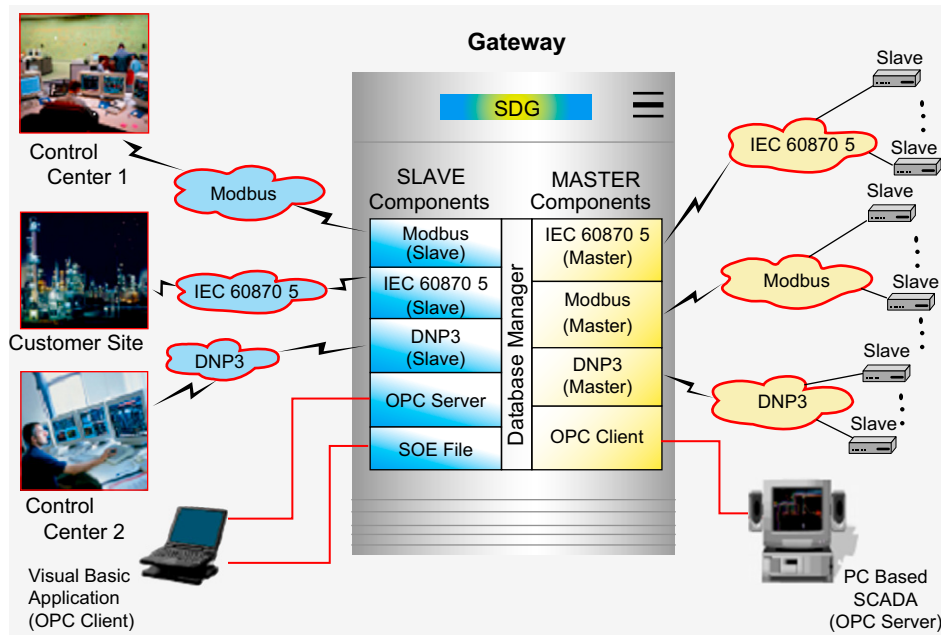 Gateway
SDG
Control
Center 1
Modbus
IEC 60870 5
Customer Site
DNP3
Control
Center 2
Visual Basic
Application
(OPC Client)
SLAVE
Components
Modbus
(Slave)
IEC 60870 5
(Slave)
DNP3
(Slave)
OPC Server
SOE File
Database Manager
MASTER
Components
IEC 60870 5
(Master)
Modbus
(Master)
DNP3
(Master)
OPC Client
Slave
IEC 60870 5
Slave
Slave
Modbus
Slave
Slave
DNP3
Slave
PC Based
SCADA
(OPC Server)